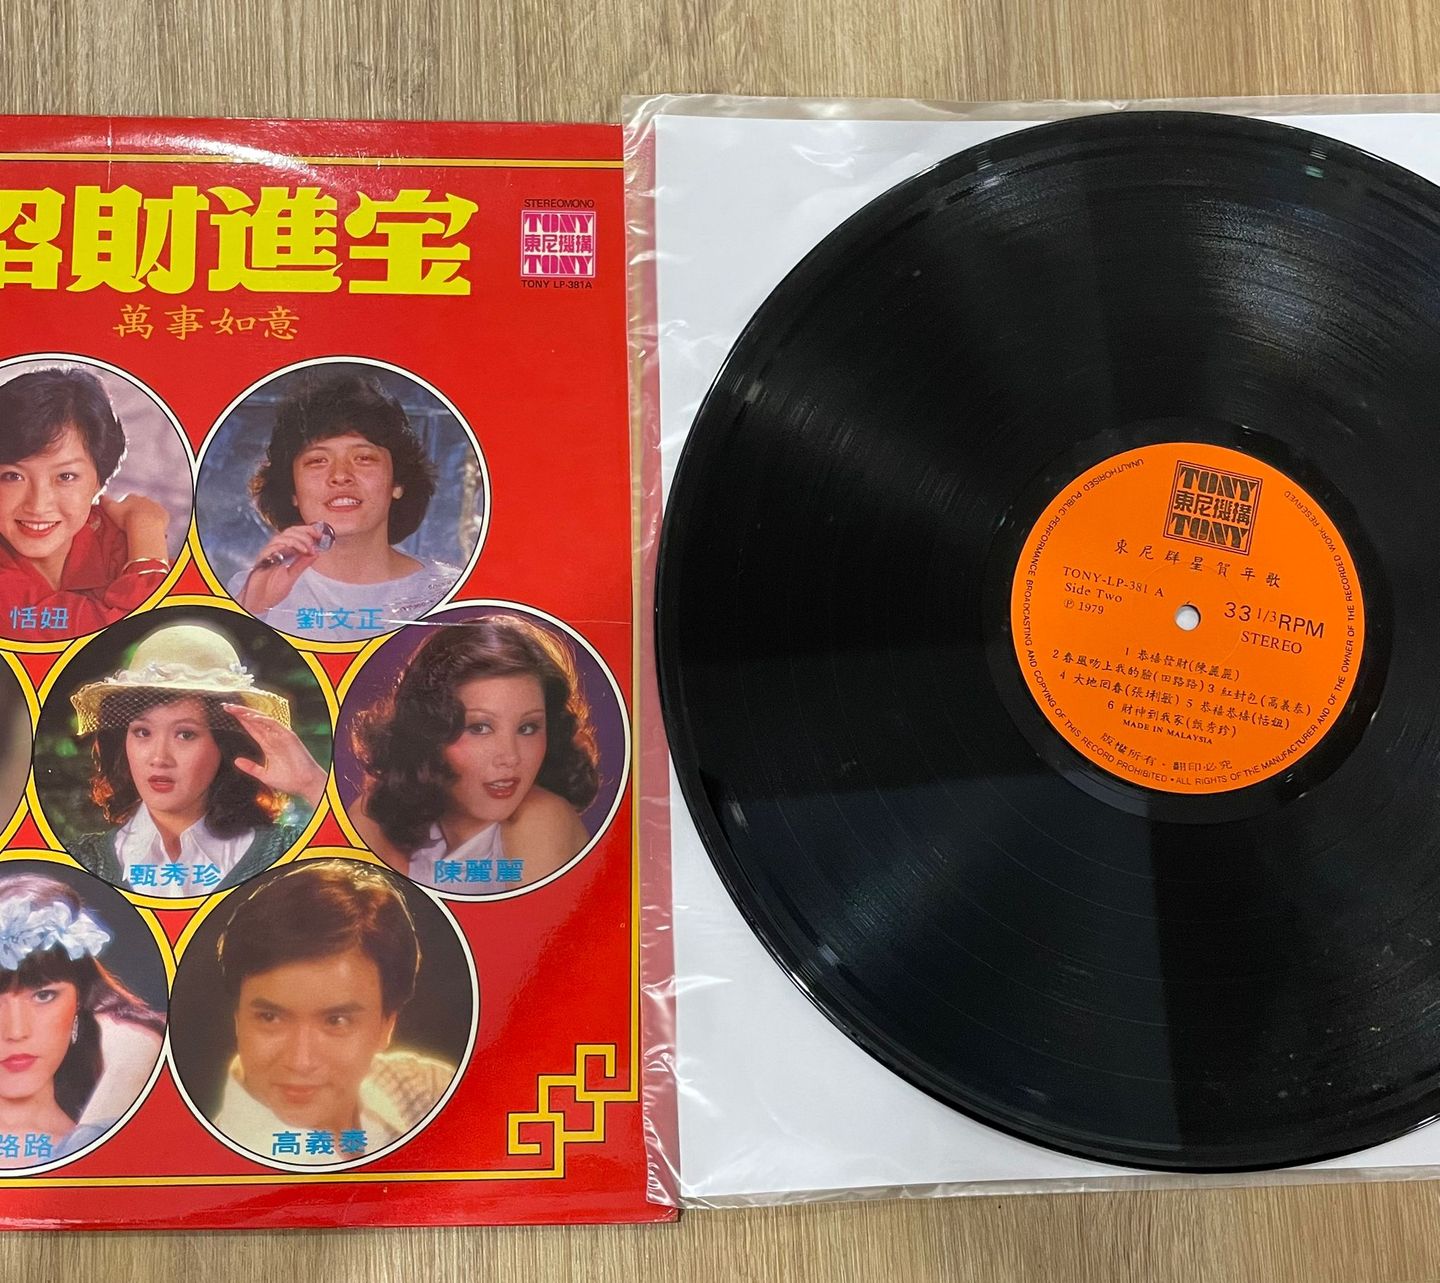 招財進宝
萬事如意
STEREO/MONO
TONY
東尼機構
TONY
TONY LP-381A
恬妞
劉文正
甄秀珍
陳麗麗
路路
高義泰
TONY
東尼機構
TONY
東尼群星賀年歌
TONY-LP-381 A
Side Two
℗ 1979
33 1/3 RPM
STEREO
1 恭禧發財(陳麗麗)
2 春風吻上我的臉(田路路) 3 紅封包(高義泰)
4 大地回春(張俐敏) 5 恭禧恭禧(恬妞)
6 財神到我家(甄秀珍)
MADE IN MALAYSIA
版權所有・翻印必究
UNAUTHORISED PUBLIC PERFORMANCE BROADCASTING AND COPYING OF THIS RECORD PROHIBITED • ALL RIGHTS OF THE MANUFACTURER AND OF THE OWNER OF THE RECORDED WORK RESERVED